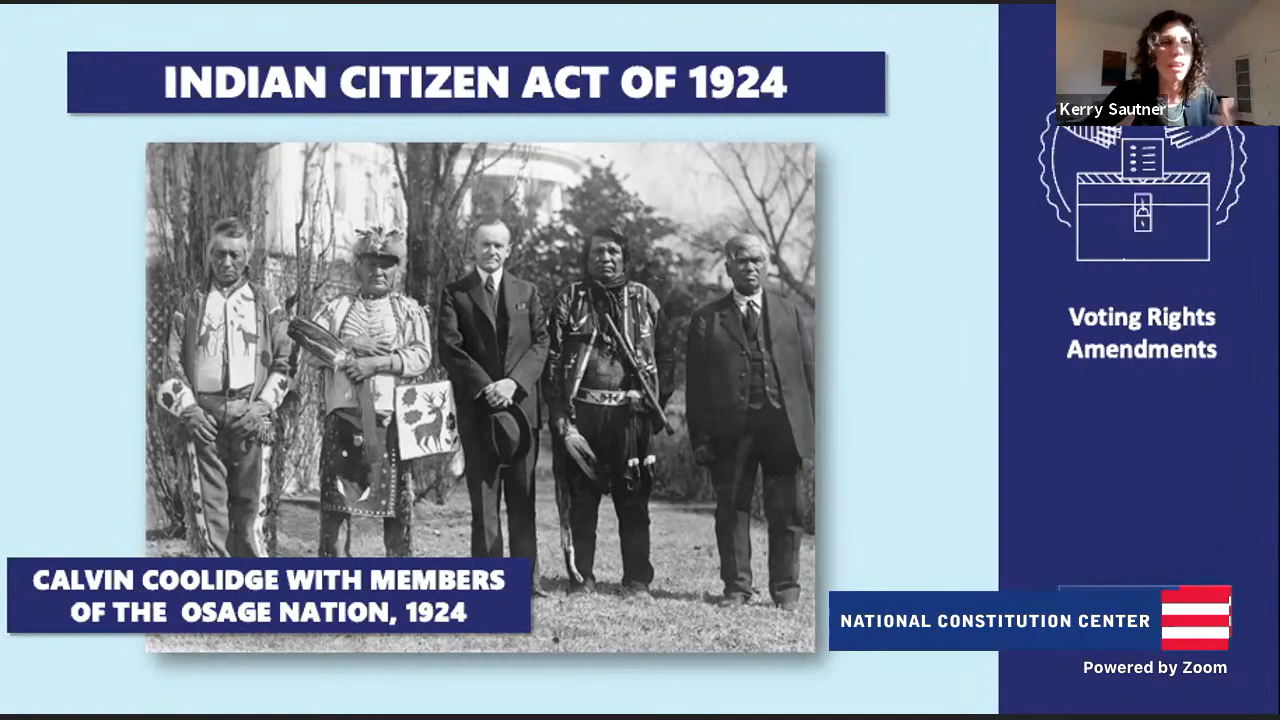 INDIAN CITIZEN ACT OF 1924
Kerry Sautner
Voting Rights
Amendments
CALVIN COOLIDGE WITH MEMBERS
OF THE OSAGE NATION, 1924
NATIONAL CONSTITUTION CENTER
Powered by Zoom